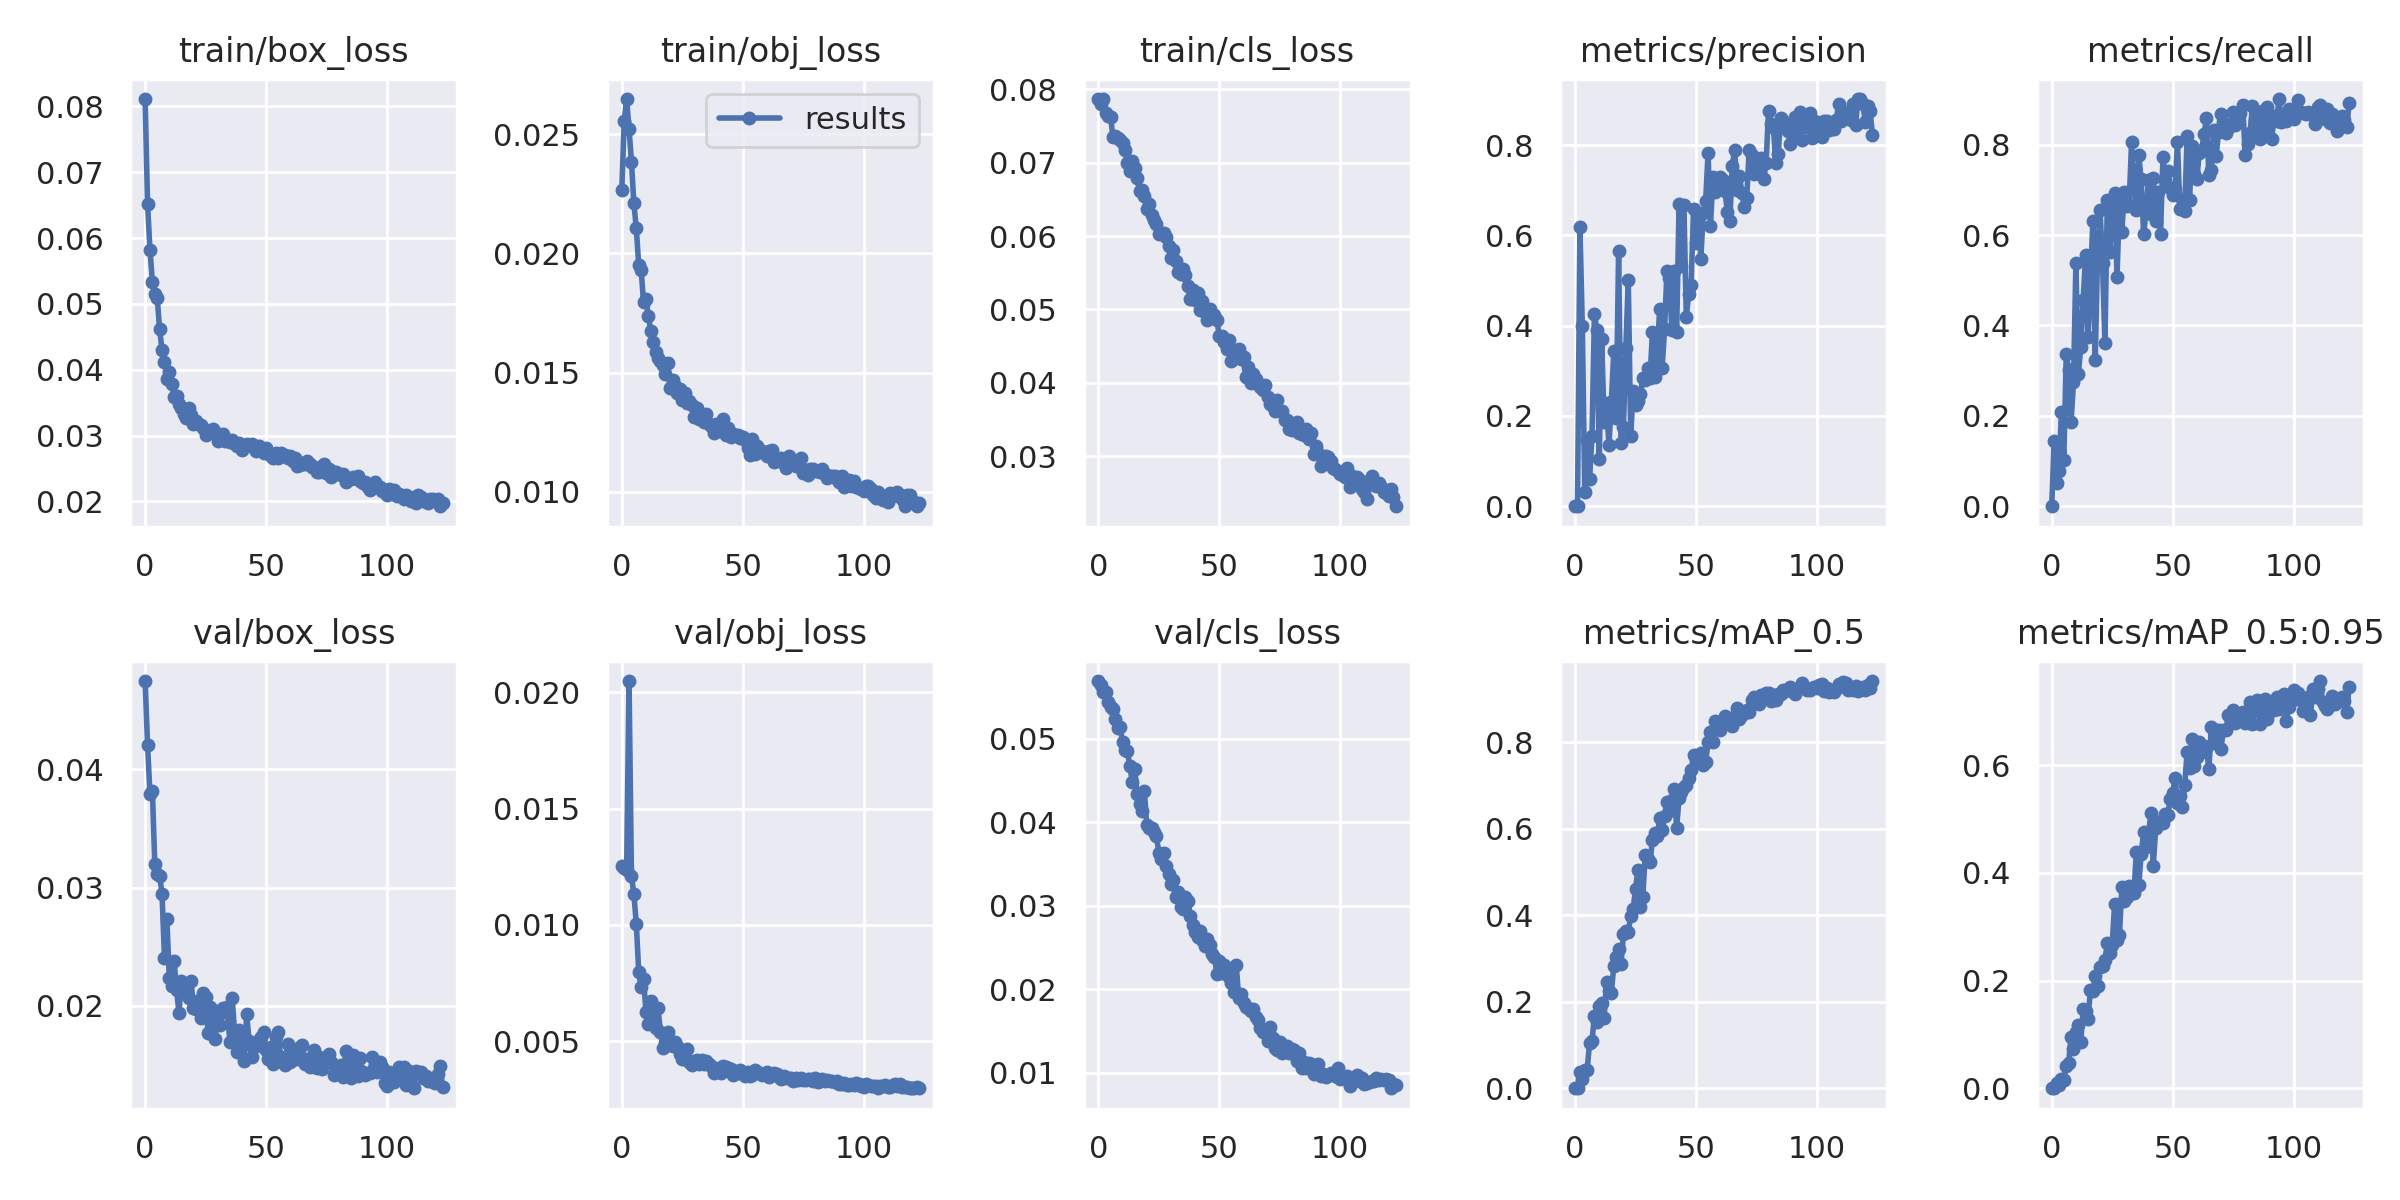 train/box_loss
0.08
0.07
0.06
0.05
0.04
0.03
0.02
0 50 100
train/obj_loss
results
0.025
0.020
0.015
0.010
0 50 100
train/cls_loss
0.08
0.07
0.06
0.05
0.04
0.03
0 50 100
metrics/precision
0.8
0.6
0.4
0.2
0.0
0 50 100
metrics/recall
0.8
0.6
0.4
0.2
0.0
0 50 100
val/box_loss
0.04
0.03
0.02
0 50 100
val/obj_loss
0.020
0.015
0.010
0.005
0 50 100
val/cls_loss
0.05
0.04
0.03
0.02
0.01
0 50 100
metrics/mAP_0.5
0.8
0.6
0.4
0.2
0.0
0 50 100
metrics/mAP_0.5:0.95
0.6
0.4
0.2
0.0
0 50 100